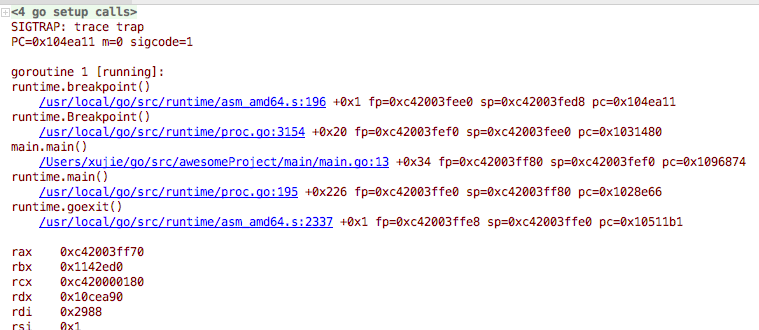 <4 go setup calls>
SIGTRAP: trace trap
PC=0x104ea11 m=0 sigcode=1
goroutine 1 [running]:
runtime.breakpoint()
/usr/local/go/src/runtime/asm_amd64.s:196 +0x1 fp=0xc42003fee0 sp=0xc42003fed8 pc=0x104ea11
runtime.Breakpoint()
/usr/local/go/src/runtime/proc.go:3154 +0x20 fp=0xc42003fef0 sp=0xc42003fee0 pc=0x1031480
main.main()
/Users/xujie/go/src/awesomeProject/main/main.go:13 +0x34 fp=0xc42003ff80 sp=0xc42003fef0 pc=0x1096874
runtime.main()
/usr/local/go/src/runtime/proc.go:195 +0x226 fp=0xc42003ffe0 sp=0xc42003ff80 pc=0x1028e66
runtime.goexit()
/usr/local/go/src/runtime/asm_amd64.s:2337 +0x1 fp=0xc42003ffe8 sp=0xc42003ffe0 pc=0x10511b1
rax 0xc42003ff70
rbx 0x1142ed0
rcx 0xc420000180
rdx 0x10cea90
rdi 0x2988
rsi 0x1